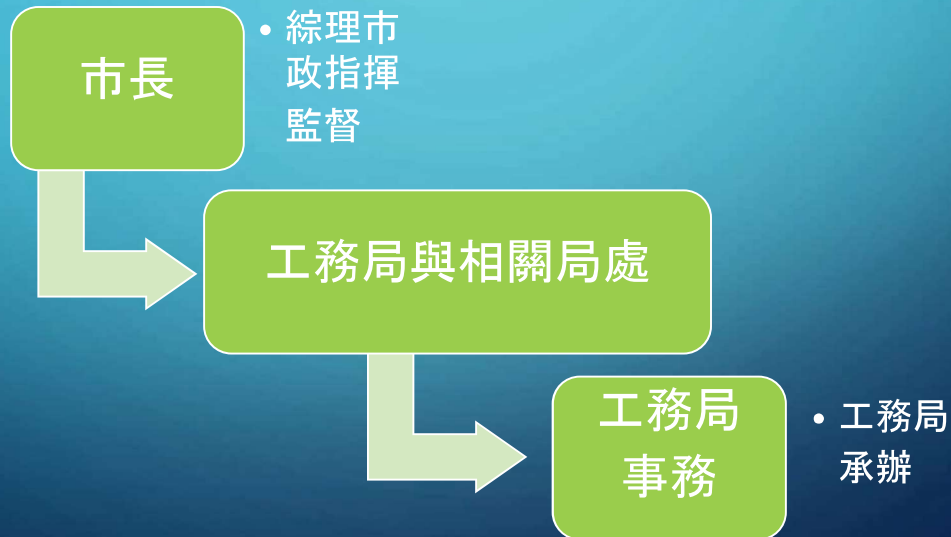 市長
• 綜理市
政指揮
監督
工務局與相關局處
工務局
事務
• 工務局
承辦